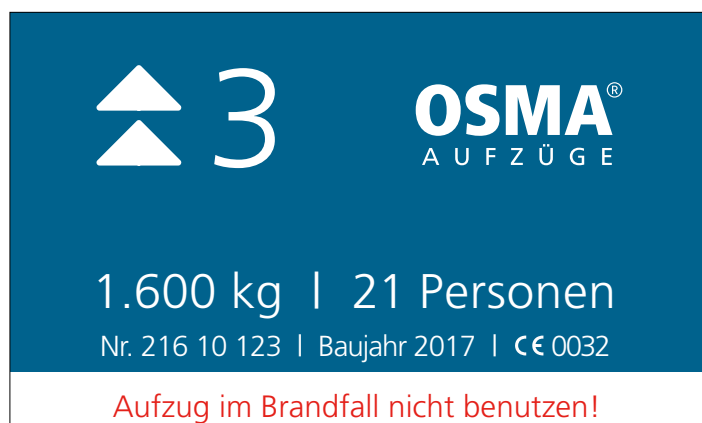 3
OSMA®
AUFZÜGE
1.600 kg | 21 Personen
Nr. 216 10 123 | Baujahr 2017 | CE 0032
Aufzug im Brandfall nicht benutzen!